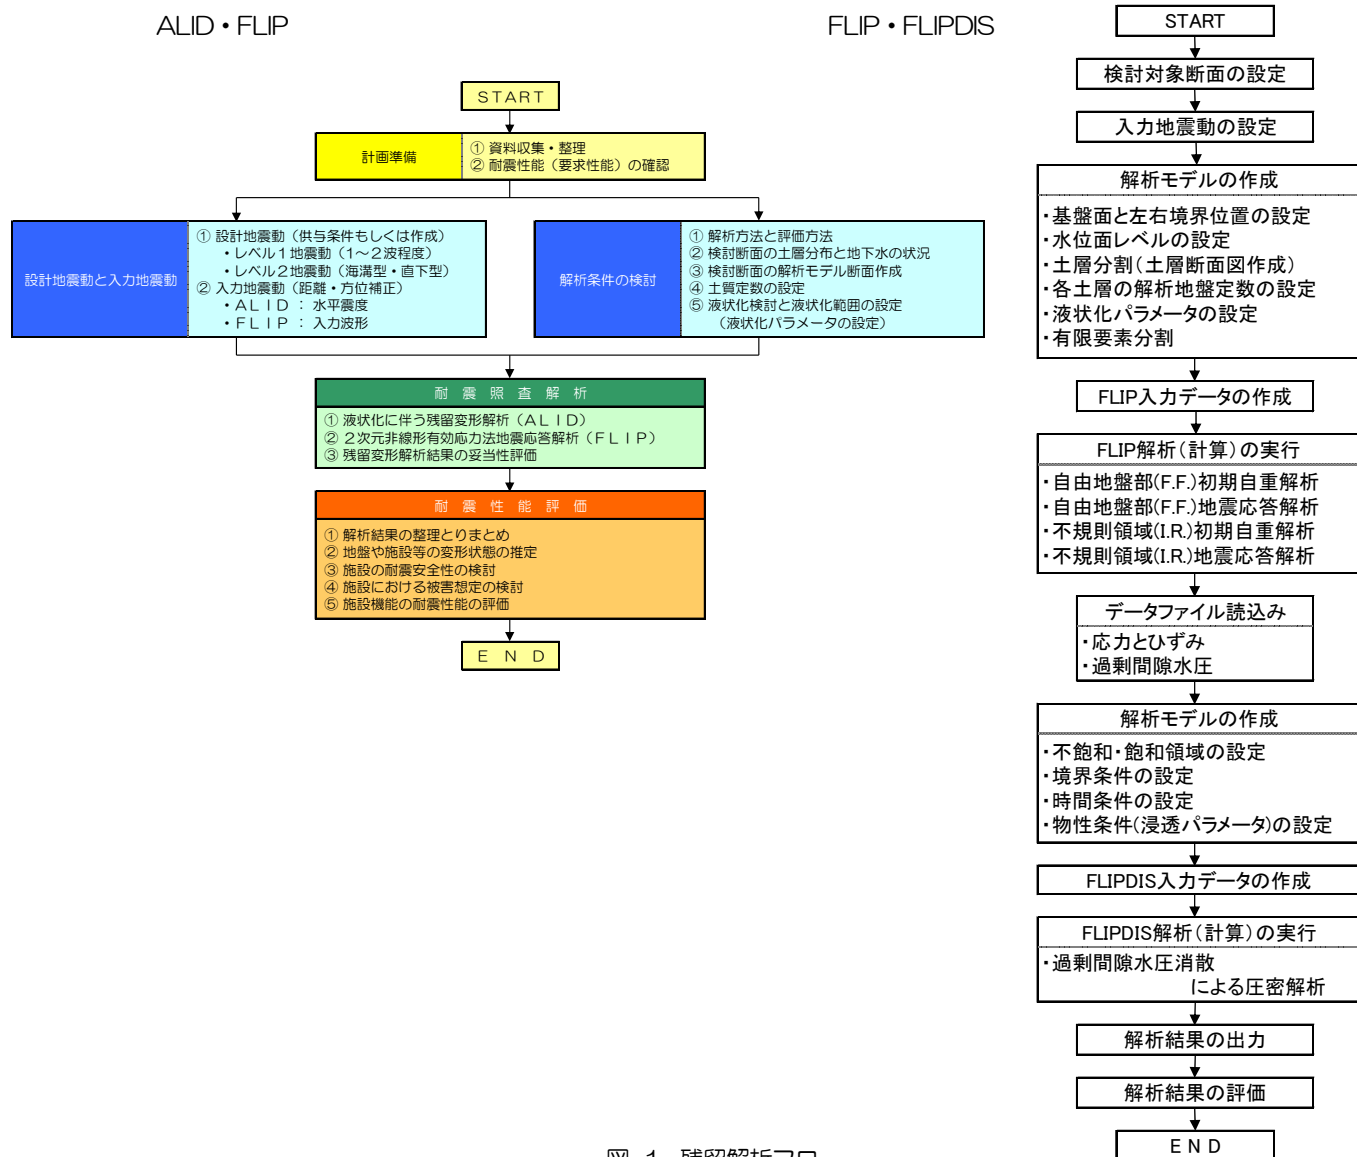 ALID・FLIP
START
計画準備
① 資料収集・整理
② 耐震性能（要求性能）の確認
設計地震動と入力地震動
① 設計地震動（供与条件もしくは作成）
・レベル１地震動（１～２波程度）
・レベル２地震動（海溝型・直下型）
② 入力地震動（距離・方位補正）
・ＡＬＩＤ ： 水平震度
・ＦＬＩＰ ： 入力波形
解析条件の検討
① 解析方法と評価方法
② 検討断面の土層分布と地下水の状況
③ 検討断面の解析モデル断面作成
④ 土質定数の設定
⑤ 液状化検討と液状化範囲の設定
（液状化パラメータの設定）
耐 震 照 査 解 析
① 液状化に伴う残留変形解析（ＡＬＩＤ）
② ２次元非線形有効応力法地震応答解析（ＦＬＩＰ）
③ 残留変形解析結果の妥当性評価
耐 震 性 能 評 価
① 解析結果の整理とりまとめ
② 地盤や施設等の変形状態の推定
③ 施設の耐震安全性の検討
④ 施設における被害想定の検討
⑤ 施設機能の耐震性能の評価
Ｅ Ｎ Ｄ
FLIP・FLIPDIS
START
検討対象断面の設定
入力地震動の設定
解析モデルの作成
・基盤面と左右境界位置の設定
・水位面レベルの設定
・土層分割（土層断面図作成）
・各土層の解析地盤定数の設定
・液状化パラメータの設定
・有限要素分割
FLIP入力データの作成
FLIP解析（計算）の実行
・自由地盤部(F.F.)初期自重解析
・自由地盤部(F.F.)地震応答解析
・不規則領域(I.R.)初期自重解析
・不規則領域(I.R.)地震応答解析
データファイル読込み
・応力とひずみ
・過剰間隙水圧
解析モデルの作成
・不飽和・飽和領域の設定
・境界条件の設定
・時間条件の設定
・物性条件(浸透パラメータ)の設定
FLIPDIS入力データの作成
FLIPDIS解析（計算）の実行
・過剰間隙水圧消散
による圧密解析
解析結果の出力
解析結果の評価
E N D
図-1 残留解析フロー